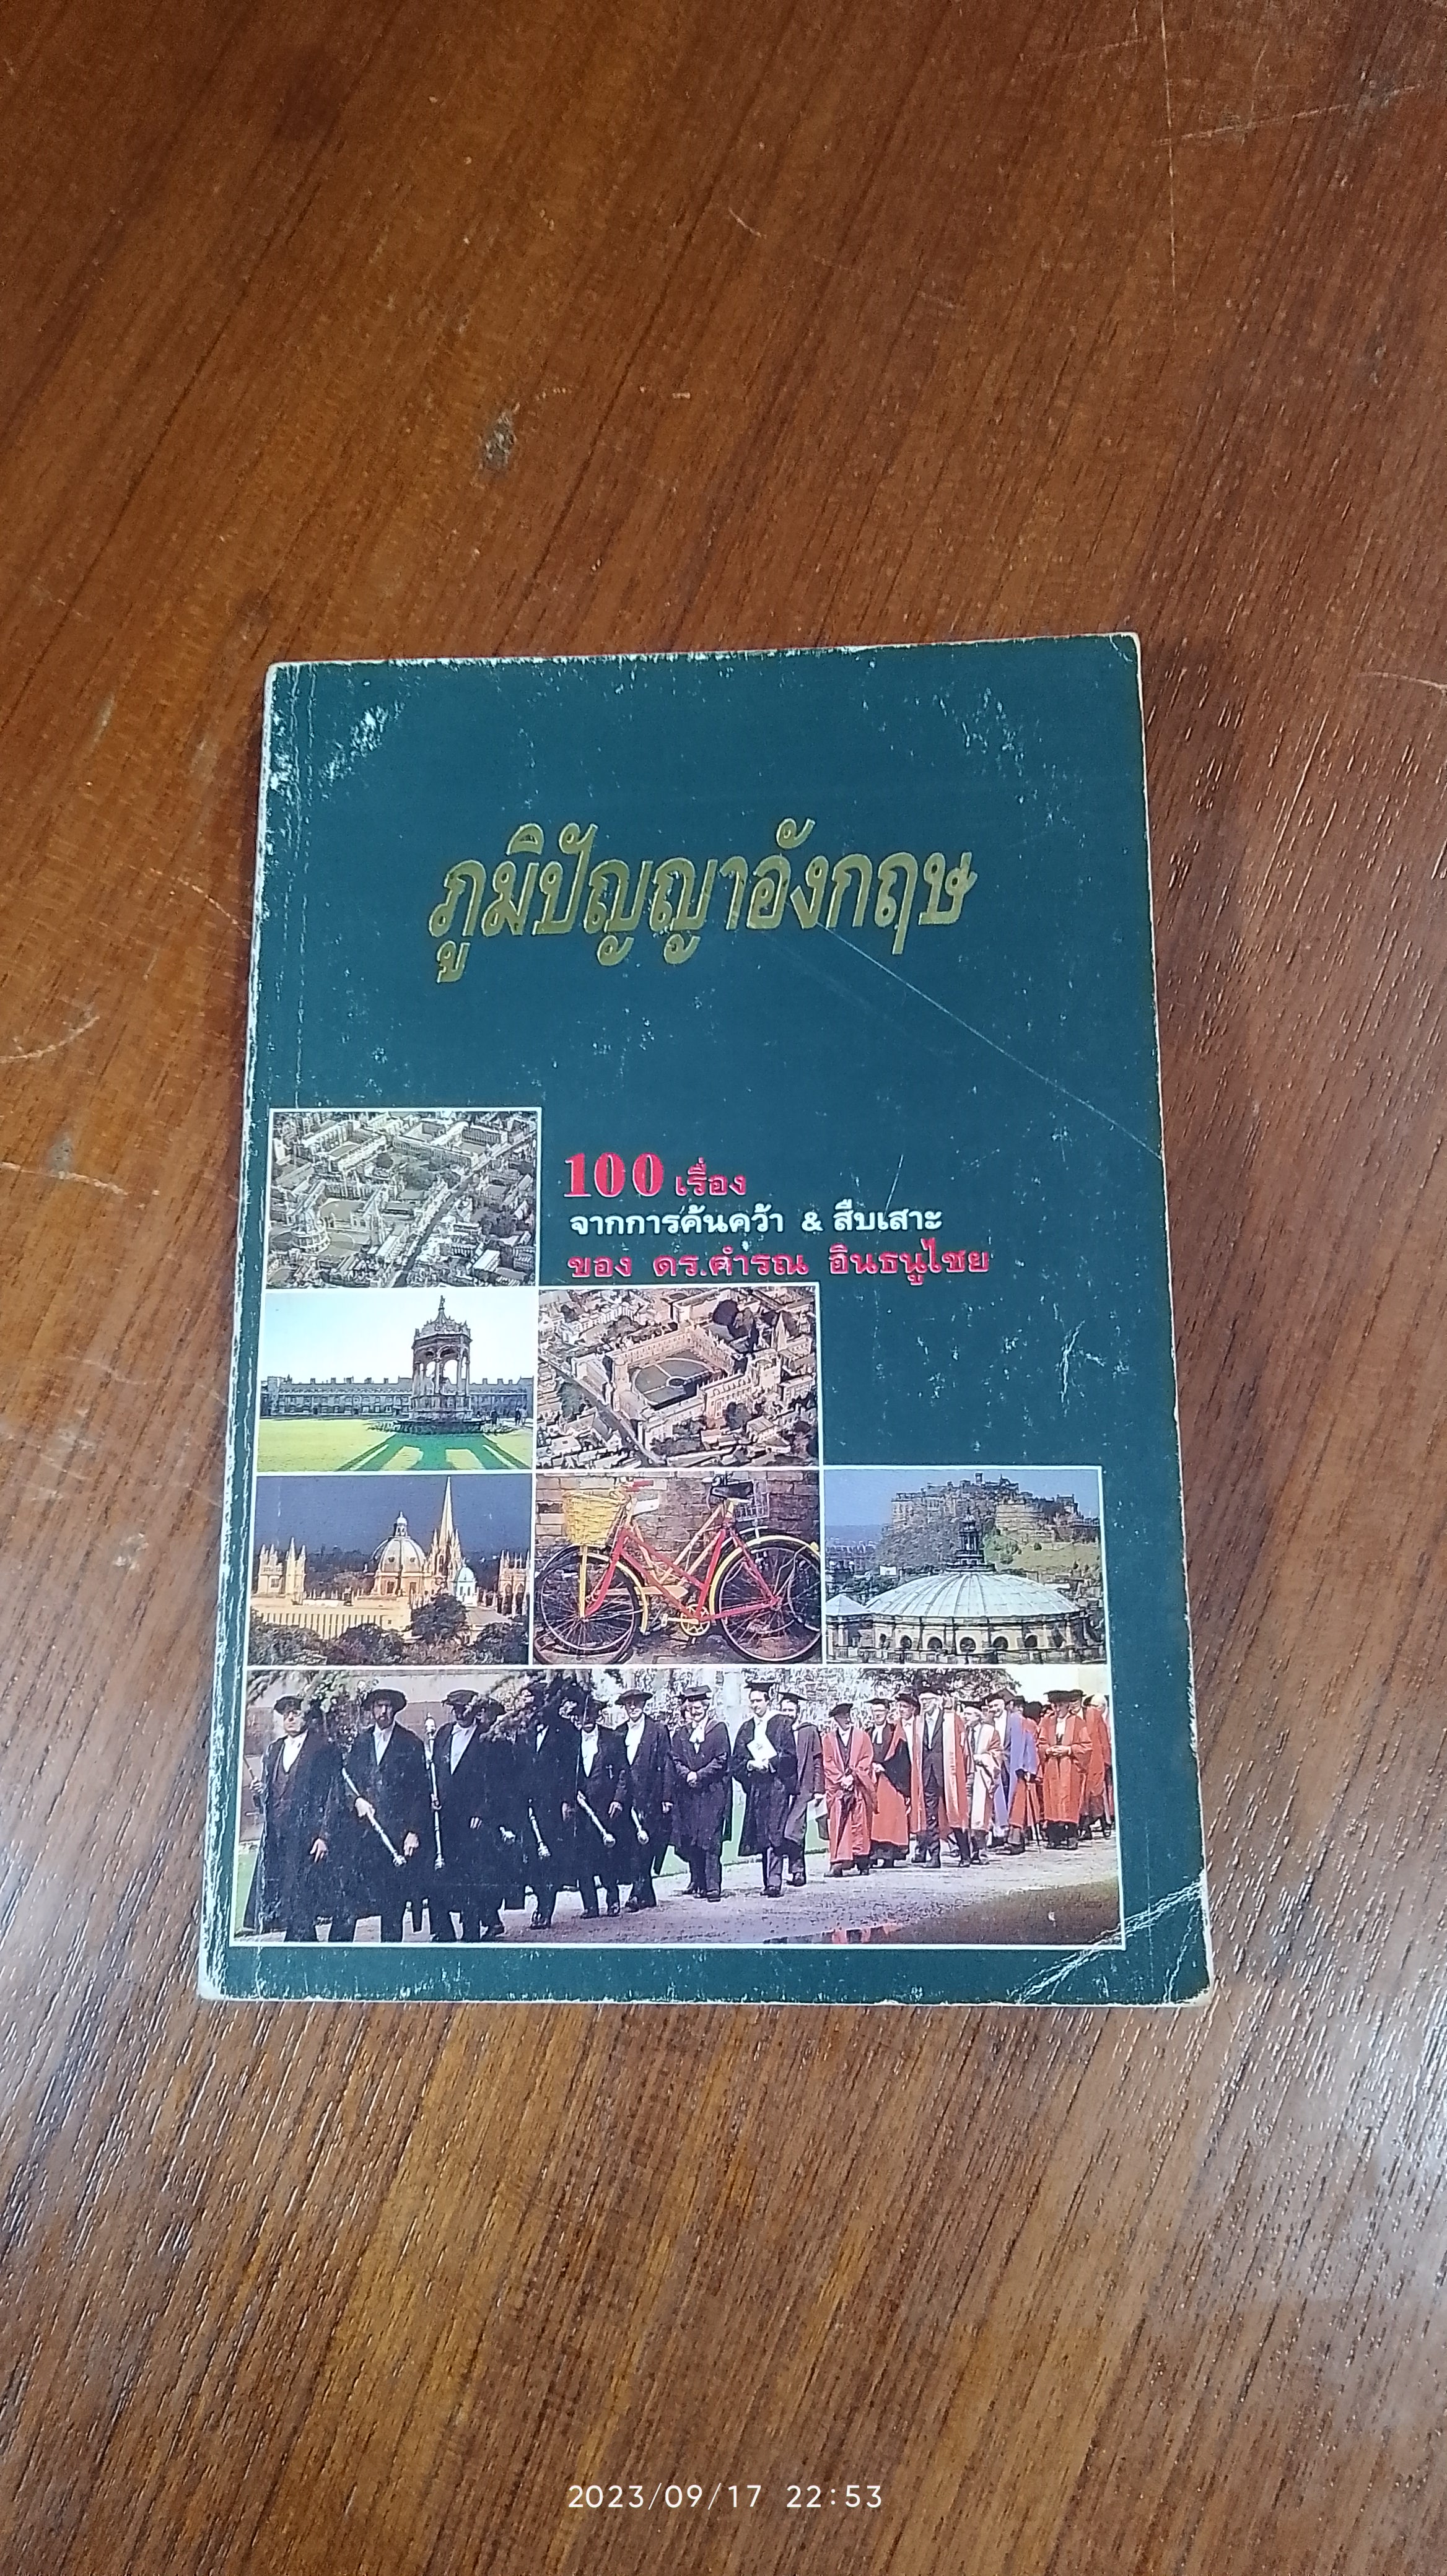 ภูมิปัญญาอังกฤษ
100 เรื่อง
จากการค้นคว้า & สืบเสาะ
ของ ดร.คำรณ อินธนูไชย
2023/09/17 22:53